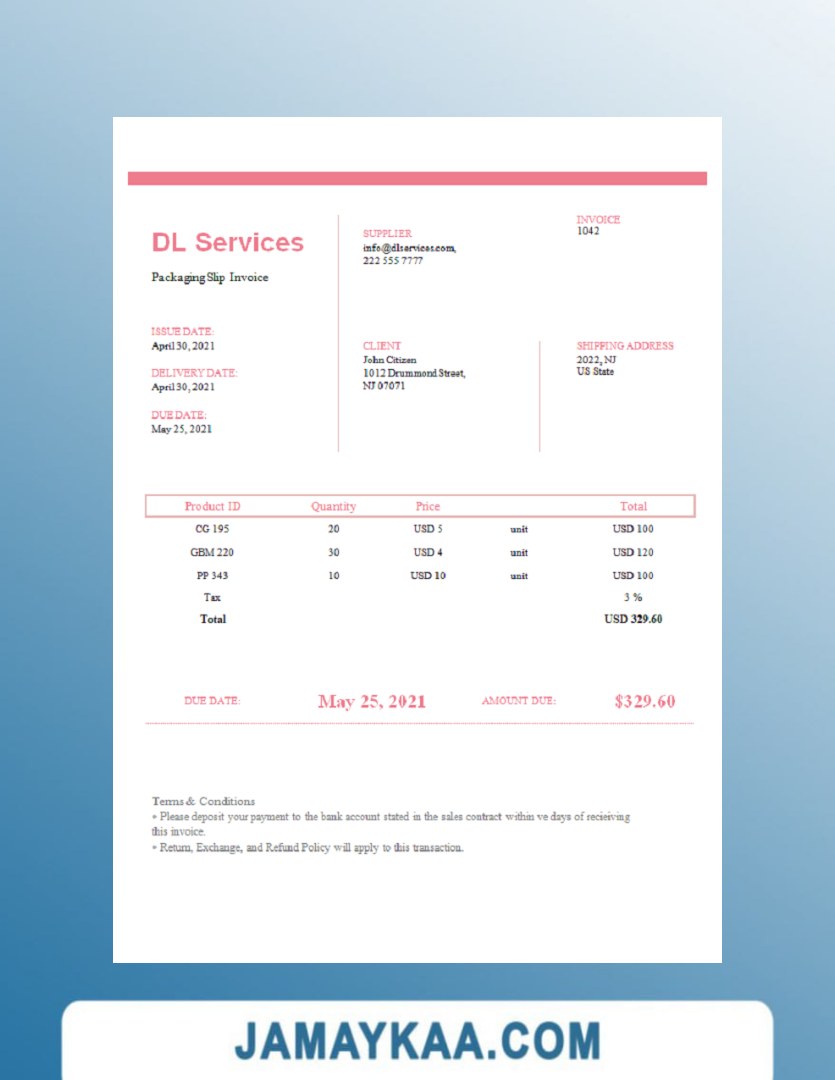 INVOICE
1042
DL Services
Packaging Slip Invoice
SUPPLIER
info@dlservices.com,
222 555 7777
ISSUE DATE:
April 30, 2021
DELIVERY DATE:
April 30, 2021
DUE DATE:
May 25, 2021
CLIENT
John Citizen
1012 Drummond Street,
NJ 07071
SHIPPING ADDRESS
2022, NJ
US State
Product ID Quantity Price Total
CG 195 20 USD 5 unit USD 100
GBM 220 30 USD 4 unit USD 120
PP 343 10 USD 10 unit USD 100
Tax 3 %
Total USD 329.60
DUE DATE: May 25, 2021 AMOUNT DUE: $329.60
Terms & Conditions
• Please deposit your payment to the bank account stated in the sales contract within ve days of recieiving
this invoice.
• Return, Exchange, and Refund Policy will apply to this transaction.
JAMAYKAA.COM